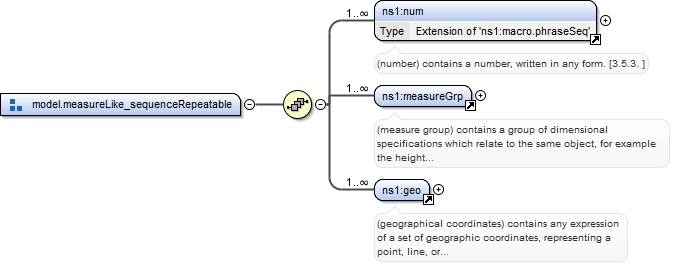 1..∞
ns1:num
Type Extension of 'ns1:macro.phraseSeq'
(number) contains a number, written in any form. [3.5.3. ]
model.measureLike_sequenceRepeatable
1..∞
ns1:measureGrp
(measure group) contains a group of dimensional
specifications which relate to the same object, for example
the height...
1..∞
ns1:geo
(geographical coordinates) contains any expression
of a set of geographic coordinates, representing a
point, line, or...